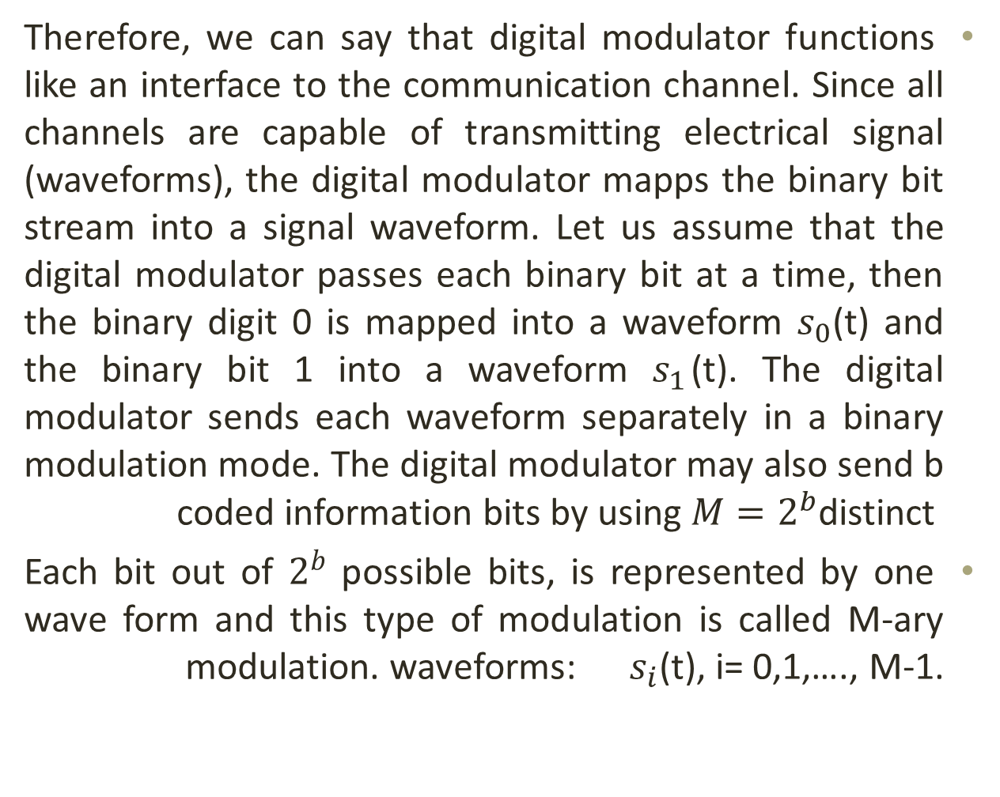 Therefore, we can say that digital modulator functions •
like an interface to the communication channel. Since all
channels are capable of transmitting electrical signal
(waveforms), the digital modulator mapps the binary bit
stream into a signal waveform. Let us assume that the
digital modulator passes each binary bit at a time, then
the binary digit 0 is mapped into a waveform s₀(t) and
the binary bit 1 into a waveform s₁(t). The digital
modulator sends each waveform separately in a binary
modulation mode. The digital modulator may also send b
coded information bits by using M = 2ᵇ distinct
Each bit out of 2ᵇ possible bits, is represented by one •
wave form and this type of modulation is called M-ary
modulation. waveforms: sᵢ(t), i= 0,1,...., M-1.